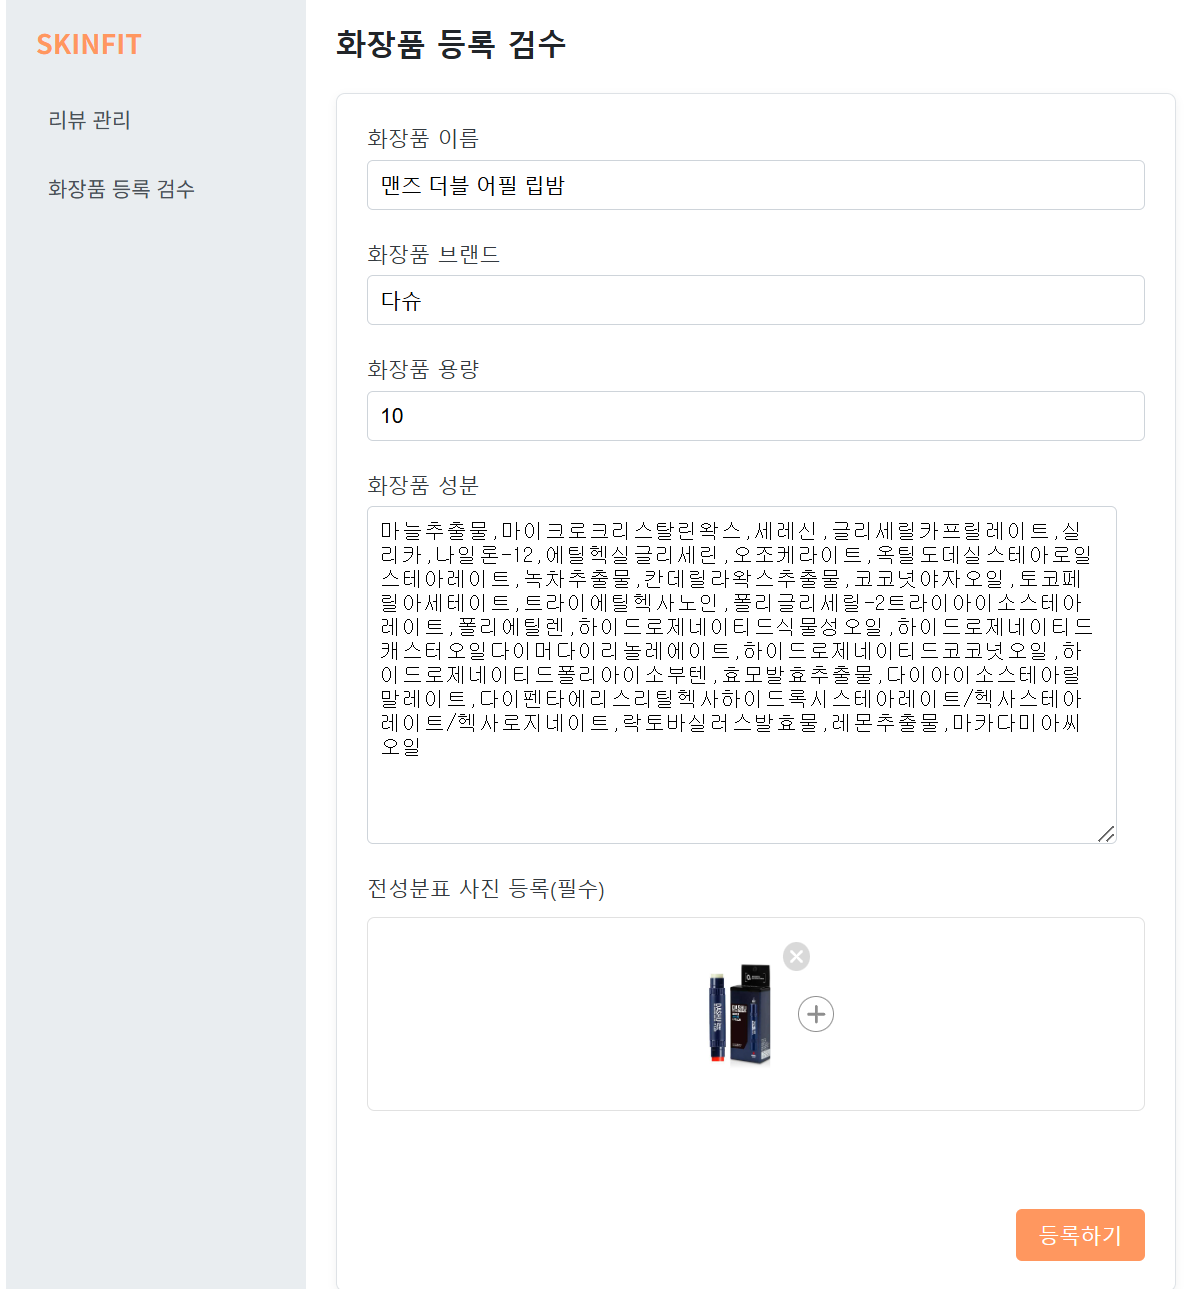 SKINFIT
리뷰 관리
화장품 등록 검수
화장품 등록 검수
화장품 이름
맨즈 더블 어필 립밤
화장품 브랜드
다슈
화장품 용량
10
화장품 성분
마늘추출물,마이크로크리스탈린왁스,세레신,글리세릴카프릴레이트,실
리카,나일론-12,에틸헥실글리세린,오조케라이트,옥틸도데실스테아로일
스테아레이트,녹차추출물,칸데릴라왁스추출물,코코넛야자오일,토코페
릴아세테이트,트라이에틸헥사노인,폴리글리세릴-2트라이아이소스테아
레이트,폴리에틸렌,하이드로제네이티드식물성오일,하이드로제네이티드
캐스터오일다이머다이리놀레에이트,하이드로제네이티드코코넛오일,하
이드로제네이티드폴리아이소부텐,효모발효추출물,다이아이소스테아릴
말레이트,다이펜타에리스리틸헥사하이드록시스테아레이트/헥사스테아
레이트/헥사로지네이트,락토바실러스발효물,레몬추출물,마카다미아씨
오일
전성분표 사진 등록(필수)
DASHU
등록하기